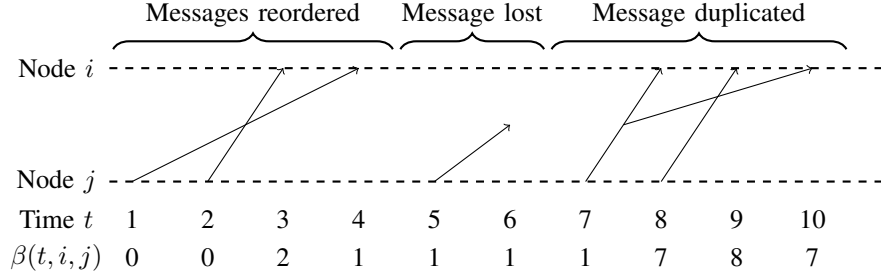 Messages reordered Message lost Message duplicated
Node i
Node j
Time t 1 2 3 4 5 6 7 8 9 10
β(t, i, j) 0 0 2 1 1 1 1 7 8 7